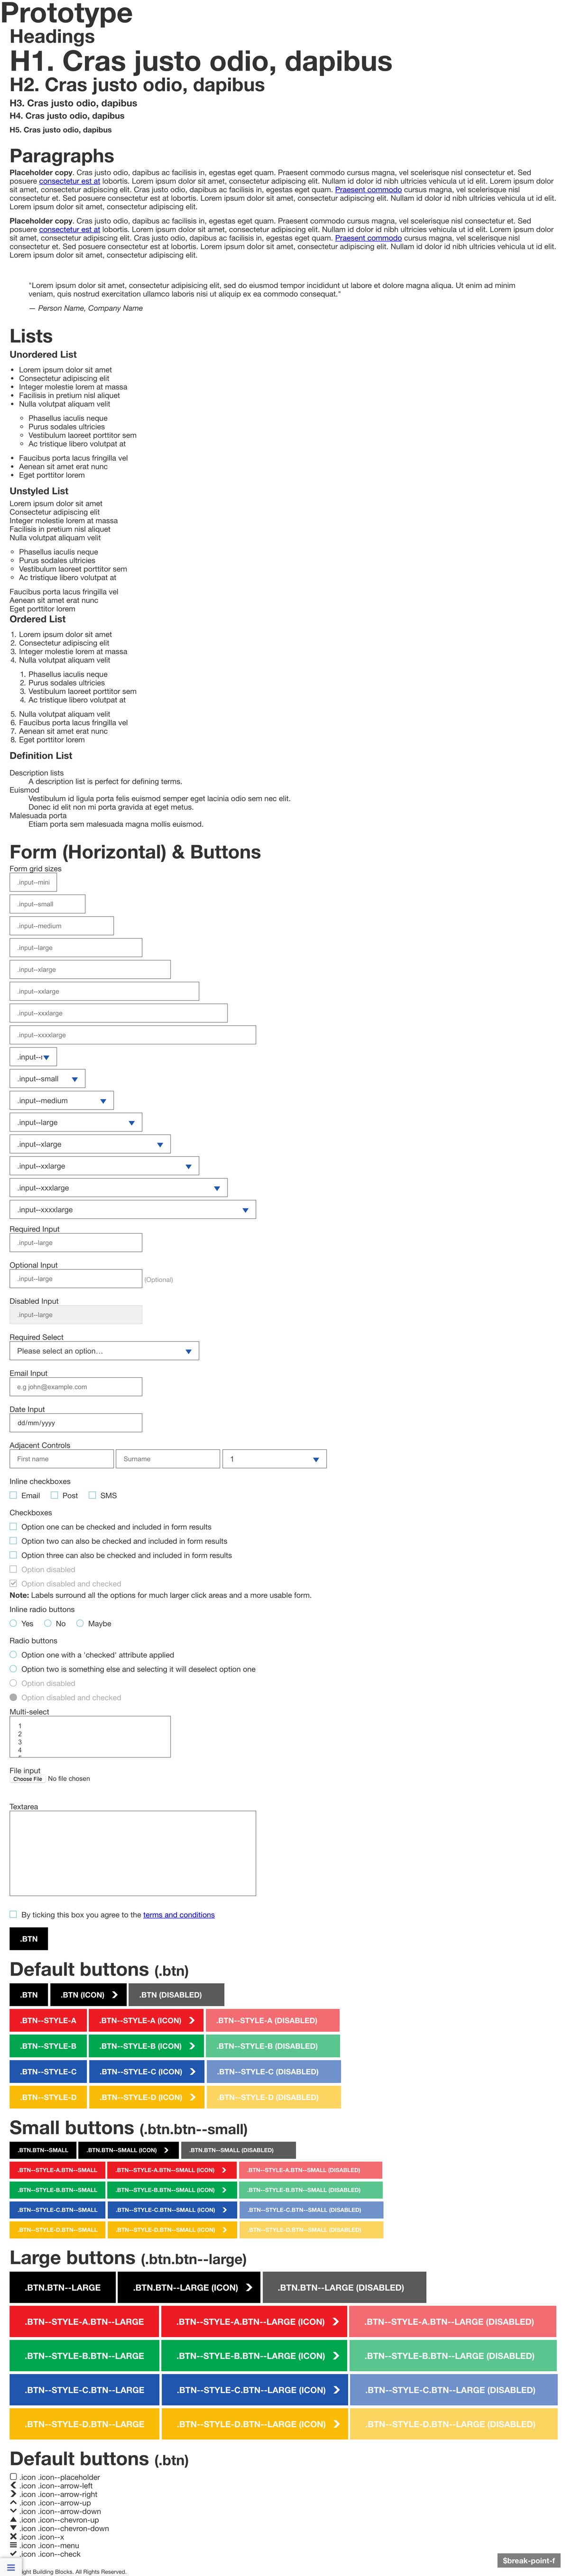 Prototype
Headings
H1. Cras justo odio, dapibus
H2. Cras justo odio, dapibus
H3. Cras justo odio, dapibus
H4. Cras justo odio, dapibus
H5. Cras justo odio, dapibus
Paragraphs
Placeholder copy. Cras justo odio, dapibus ac facilisis in, egestas eget quam. Praesent commodo cursus magna, vel scelerisque nisl consectetur et. Sed
posuere consectetur est at lobortis. Lorem ipsum dolor sit amet, consectetur adipiscing elit. Nullam id dolor id nibh ultricies vehicula ut id elit. Lorem ipsum dolor
sit amet, consectetur adipiscing elit. Cras justo odio, dapibus ac facilisis in, egestas eget quam. Praesent commodo cursus magna, vel scelerisque nisl
consectetur et. Sed posuere consectetur est at lobortis. Lorem ipsum dolor sit amet, consectetur adipiscing elit. Nullam id dolor id nibh ultricies vehicula ut id elit.
Lorem ipsum dolor sit amet, consectetur adipiscing elit.
Placeholder copy. Cras justo odio, dapibus ac facilisis in, egestas eget quam. Praesent commodo cursus magna, vel scelerisque nisl consectetur et. Sed
posuere consectetur est at lobortis. Lorem ipsum dolor sit amet, consectetur adipiscing elit. Nullam id dolor id nibh ultricies vehicula ut id elit. Lorem ipsum dolor
sit amet, consectetur adipiscing elit. Cras justo odio, dapibus ac facilisis in, egestas eget quam. Praesent commodo cursus magna, vel scelerisque nisl
consectetur et. Sed posuere consectetur est at lobortis. Lorem ipsum dolor sit amet, consectetur adipiscing elit. Nullam id dolor id nibh ultricies vehicula ut id elit.
Lorem ipsum dolor sit amet, consectetur adipiscing elit.
"Lorem ipsum dolor sit amet, consectetur adipisicing elit, sed do eiusmod tempor incididunt ut labore et dolore magna aliqua. Ut enim ad minim
veniam, quis nostrud exercitation ullamco laboris nisi ut aliquip ex ea commodo consequat."
— Person Name, Company Name
Lists
Unordered List
• Lorem ipsum dolor sit amet
• Consectetur adipiscing elit
• Integer molestie lorem at massa
• Facilisis in pretium nisl aliquet
• Nulla volutpat aliquam velit
◦ Phasellus iaculis neque
◦ Purus sodales ultricies
◦ Vestibulum laoreet porttitor sem
◦ Ac tristique libero volutpat at
• Faucibus porta lacus fringilla vel
• Aenean sit amet erat nunc
• Eget porttitor lorem
Unstyled List
Lorem ipsum dolor sit amet
Consectetur adipiscing elit
Integer molestie lorem at massa
Facilisis in pretium nisl aliquet
Nulla volutpat aliquam velit
◦ Phasellus iaculis neque
◦ Purus sodales ultricies
◦ Vestibulum laoreet porttitor sem
◦ Ac tristique libero volutpat at
Faucibus porta lacus fringilla vel
Aenean sit amet erat nunc
Eget porttitor lorem
Ordered List
1. Lorem ipsum dolor sit amet
2. Consectetur adipiscing elit
3. Integer molestie lorem at massa
4. Nulla volutpat aliquam velit
1. Phasellus iaculis neque
2. Purus sodales ultricies
3. Vestibulum laoreet porttitor sem
4. Ac tristique libero volutpat at
5. Nulla volutpat aliquam velit
6. Faucibus porta lacus fringilla vel
7. Aenean sit amet erat nunc
8. Eget porttitor lorem
Definition List
Description lists
A description list is perfect for defining terms.
Euismod
Vestibulum id ligula porta felis euismod semper eget lacinia odio sem nec elit.
Donec id elit non mi porta gravida at eget metus.
Malesuada porta
Etiam porta sem malesuada magna mollis euismod.
Form (Horizontal) & Buttons
Form grid sizes
.input--mini
.input--small
.input--medium
.input--large
.input--xlarge
.input--xxlarge
.input--xxxlarge
.input--xxxxlarge
.input--r
.input--small
.input--medium
.input--large
.input--xlarge
.input--xxlarge
.input--xxxlarge
.input--xxxxlarge
Required Input
.input--large
Optional Input
.input--large (Optional)
Disabled Input
.input--large
Required Select
Please select an option…
Email Input
e.g john@example.com
Date Input
dd/mm/yyyy
Adjacent Controls
First name Surname 1
Inline checkboxes
Email Post SMS
Checkboxes
Option one can be checked and included in form results
Option two can also be checked and included in form results
Option three can also be checked and included in form results
Option disabled
Option disabled and checked
Note: Labels surround all the options for much larger click areas and a more usable form.
Inline radio buttons
Yes No Maybe
Radio buttons
Option one with a 'checked' attribute applied
Option two is something else and selecting it will deselect option one
Option disabled
Option disabled and checked
Multi-select
1
2
3
4
File input
Choose File No file chosen
Textarea
By ticking this box you agree to the terms and conditions
.BTN
Default buttons (.btn)
.BTN .BTN (ICON) .BTN (DISABLED)
.BTN--STYLE-A .BTN--STYLE-A (ICON) .BTN--STYLE-A (DISABLED)
.BTN--STYLE-B .BTN--STYLE-B (ICON) .BTN--STYLE-B (DISABLED)
.BTN--STYLE-C .BTN--STYLE-C (ICON) .BTN--STYLE-C (DISABLED)
.BTN--STYLE-D .BTN--STYLE-D (ICON) .BTN--STYLE-D (DISABLED)
Small buttons (.btn.btn--small)
.BTN.BTN--SMALL .BTN.BTN--SMALL (ICON) .BTN.BTN--SMALL (DISABLED)
.BTN--STYLE-A.BTN--SMALL .BTN--STYLE-A.BTN--SMALL (ICON) .BTN--STYLE-A.BTN--SMALL (DISABLED)
.BTN--STYLE-B.BTN--SMALL .BTN--STYLE-B.BTN--SMALL (ICON) .BTN--STYLE-B.BTN--SMALL (DISABLED)
.BTN--STYLE-C.BTN--SMALL .BTN--STYLE-C.BTN--SMALL (ICON) .BTN--STYLE-C.BTN--SMALL (DISABLED)
.BTN--STYLE-D.BTN--SMALL .BTN--STYLE-D.BTN--SMALL (ICON) .BTN--STYLE-D.BTN--SMALL (DISABLED)
Large buttons (.btn.btn--large)
.BTN.BTN--LARGE .BTN.BTN--LARGE (ICON) .BTN.BTN--LARGE (DISABLED)
.BTN--STYLE-A.BTN--LARGE .BTN--STYLE-A.BTN--LARGE (ICON) .BTN--STYLE-A.BTN--LARGE (DISABLED)
.BTN--STYLE-B.BTN--LARGE .BTN--STYLE-B.BTN--LARGE (ICON) .BTN--STYLE-B.BTN--LARGE (DISABLED)
.BTN--STYLE-C.BTN--LARGE .BTN--STYLE-C.BTN--LARGE (ICON) .BTN--STYLE-C.BTN--LARGE (DISABLED)
.BTN--STYLE-D.BTN--LARGE .BTN--STYLE-D.BTN--LARGE (ICON) .BTN--STYLE-D.BTN--LARGE (DISABLED)
Default buttons (.btn)
.icon .icon--placeholder
.icon .icon--arrow-left
.icon .icon--arrow-right
.icon .icon--arrow-up
.icon .icon--arrow-down
.icon .icon--chevron-up
.icon .icon--chevron-down
.icon .icon--x
.icon .icon--menu
.icon .icon--check
$break-point-f
ight Building Blocks. All Rights Reserved.